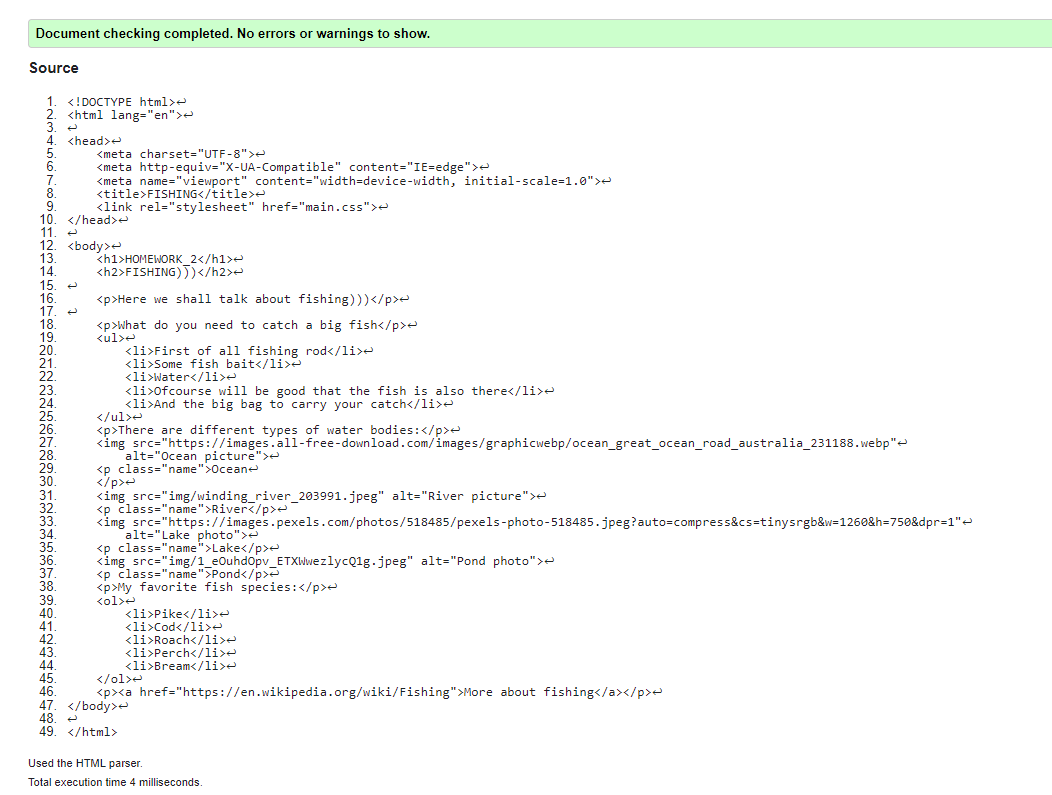 Document checking completed. No errors or warnings to show.
Source
1. <!DOCTYPE html>↩
2. <html lang="en">↩
3. ↩
4. <head>↩
5.     <meta charset="UTF-8">↩
6.     <meta http-equiv="X-UA-Compatible" content="IE=edge">↩
7.     <meta name="viewport" content="width=device-width, initial-scale=1.0">↩
8.     <title>FISHING</title>↩
9.     <link rel="stylesheet" href="main.css">↩
10. </head>↩
11. ↩
12. <body>↩
13.     <h1>HOMEWORK_2</h1>↩
14.     <h2>FISHING)))</h2>↩
15. ↩
16.     <p>Here we shall talk about fishing)))</p>↩
17. ↩
18.     <p>What do you need to catch a big fish</p>↩
19.     <ul>↩
20.         <li>First of all fishing rod</li>↩
21.         <li>Some fish bait</li>↩
22.         <li>Water</li>↩
23.         <li>Ofcourse will be good that the fish is also there</li>↩
24.         <li>And the big bag to carry your catch</li>↩
25.     </ul>↩
26.     <p>There are different types of water bodies:</p>↩
27.     <img src="https://images.all-free-download.com/images/graphicwebp/ocean_great_ocean_road_australia_231188.webp"↩
28.         alt="Ocean picture">↩
29.     <p class="name">Ocean↩
30.     </p>↩
31.     <img src="img/winding_river_203991.jpeg" alt="River picture">↩
32.     <p class="name">River</p>↩
33.     <img src="https://images.pexels.com/photos/518485/pexels-photo-518485.jpeg?auto=compress&cs=tinysrgb&w=1260&h=750&dpr=1"↩
34.         alt="Lake photo">↩
35.     <p class="name">Lake</p>↩
36.     <img src="img/1_eOuhdOpv_ETXWwezlycQ1g.jpeg" alt="Pond photo">↩
37.     <p class="name">Pond</p>↩
38.     <p>My favorite fish species:</p>↩
39.     <ol>↩
40.         <li>Pike</li>↩
41.         <li>Cod</li>↩
42.         <li>Roach</li>↩
43.         <li>Perch</li>↩
44.         <li>Bream</li>↩
45.     </ol>↩
46.     <p><a href="https://en.wikipedia.org/wiki/Fishing">More about fishing</a></p>↩
47. </body>↩
48. ↩
49. </html>
Used the HTML parser.
Total execution time 4 milliseconds.